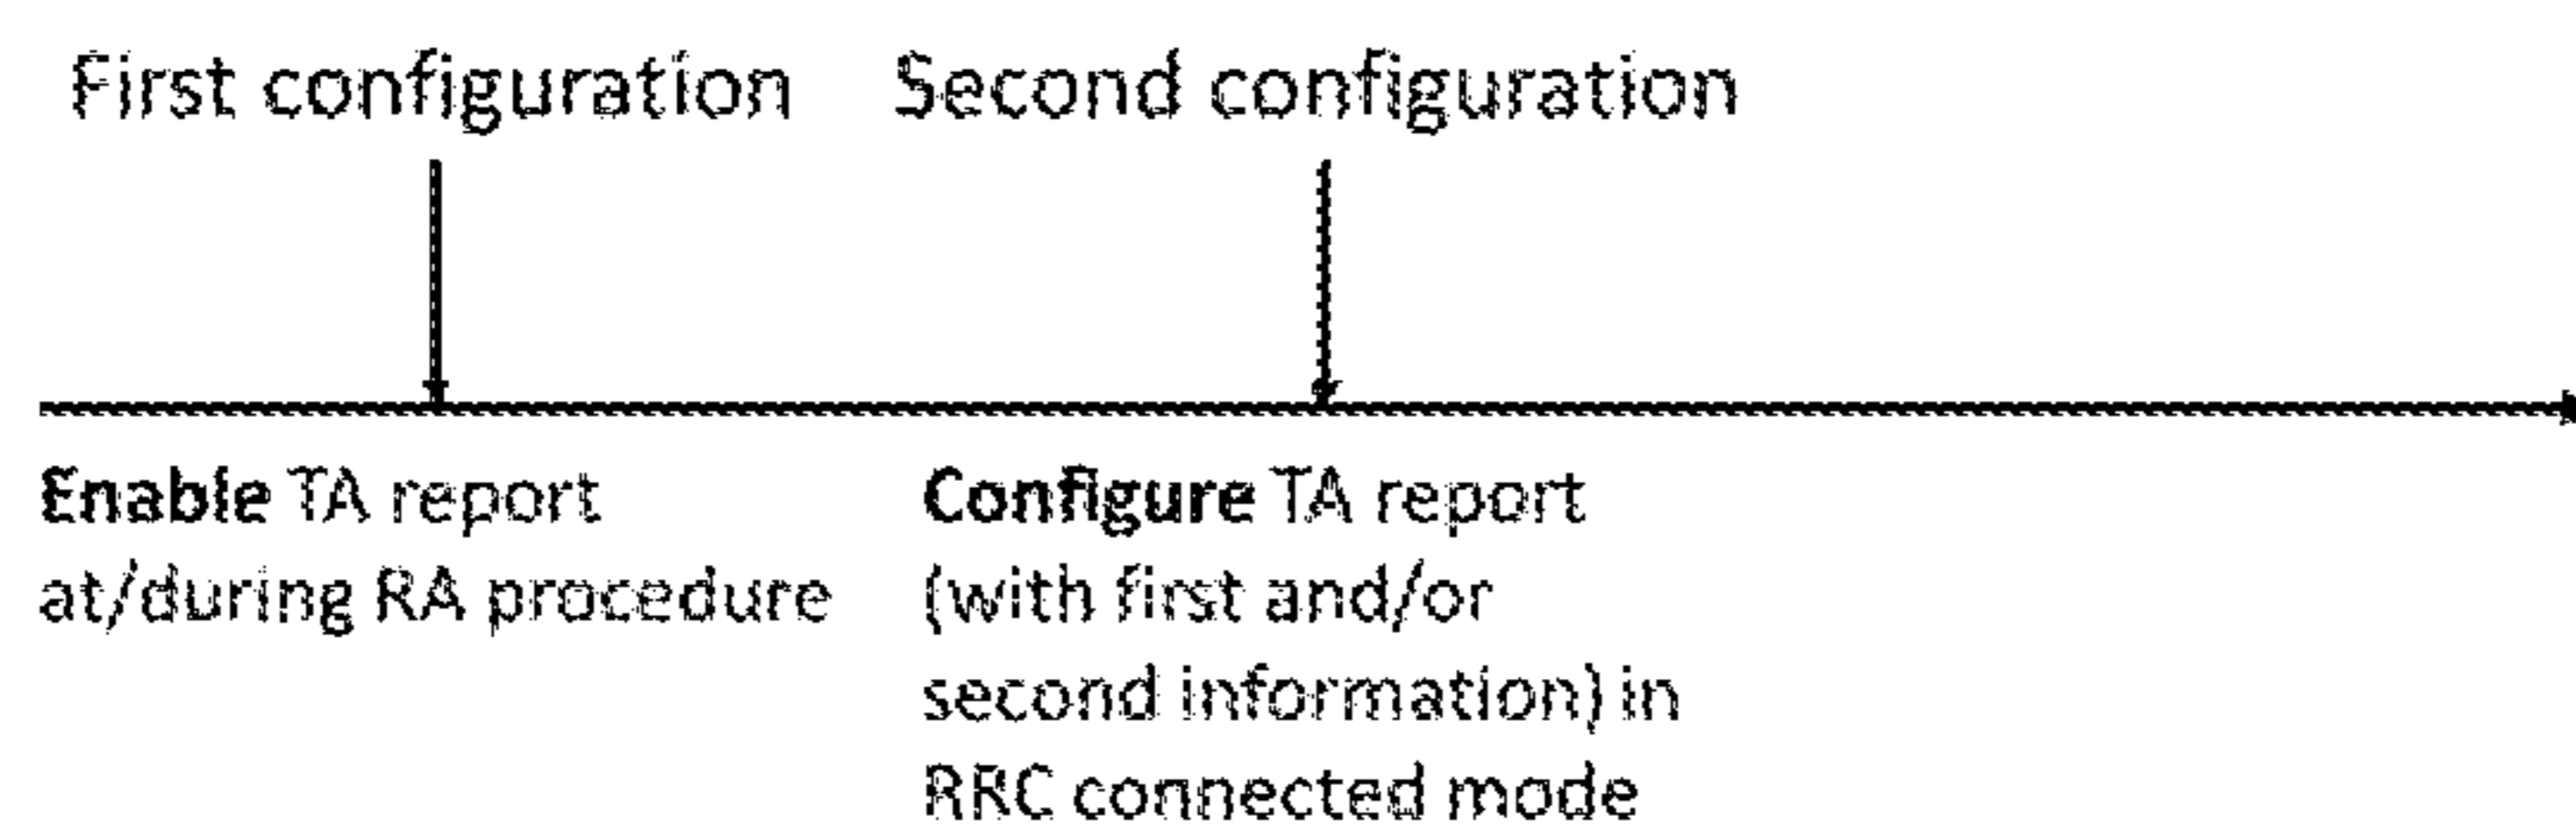 First configuration
Second configuration
Enable TA report
at/during RA procedure
Configure TA report
(with first and/or
second information) in
RRC connected mode